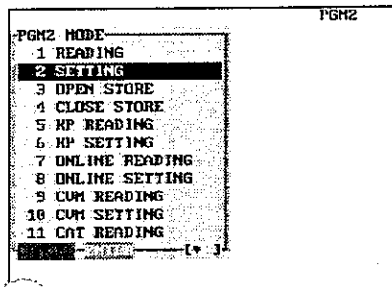 PGM2
PGM2 MODE
1 READING
2 SETTING
3 OPEN STORE
4 CLOSE STORE
5 KP READING
6 KP SETTING
7 ONLINE READING
8 ONLINE SETTING
9 CVM READING
10 CVM SETTING
11 CAT READING